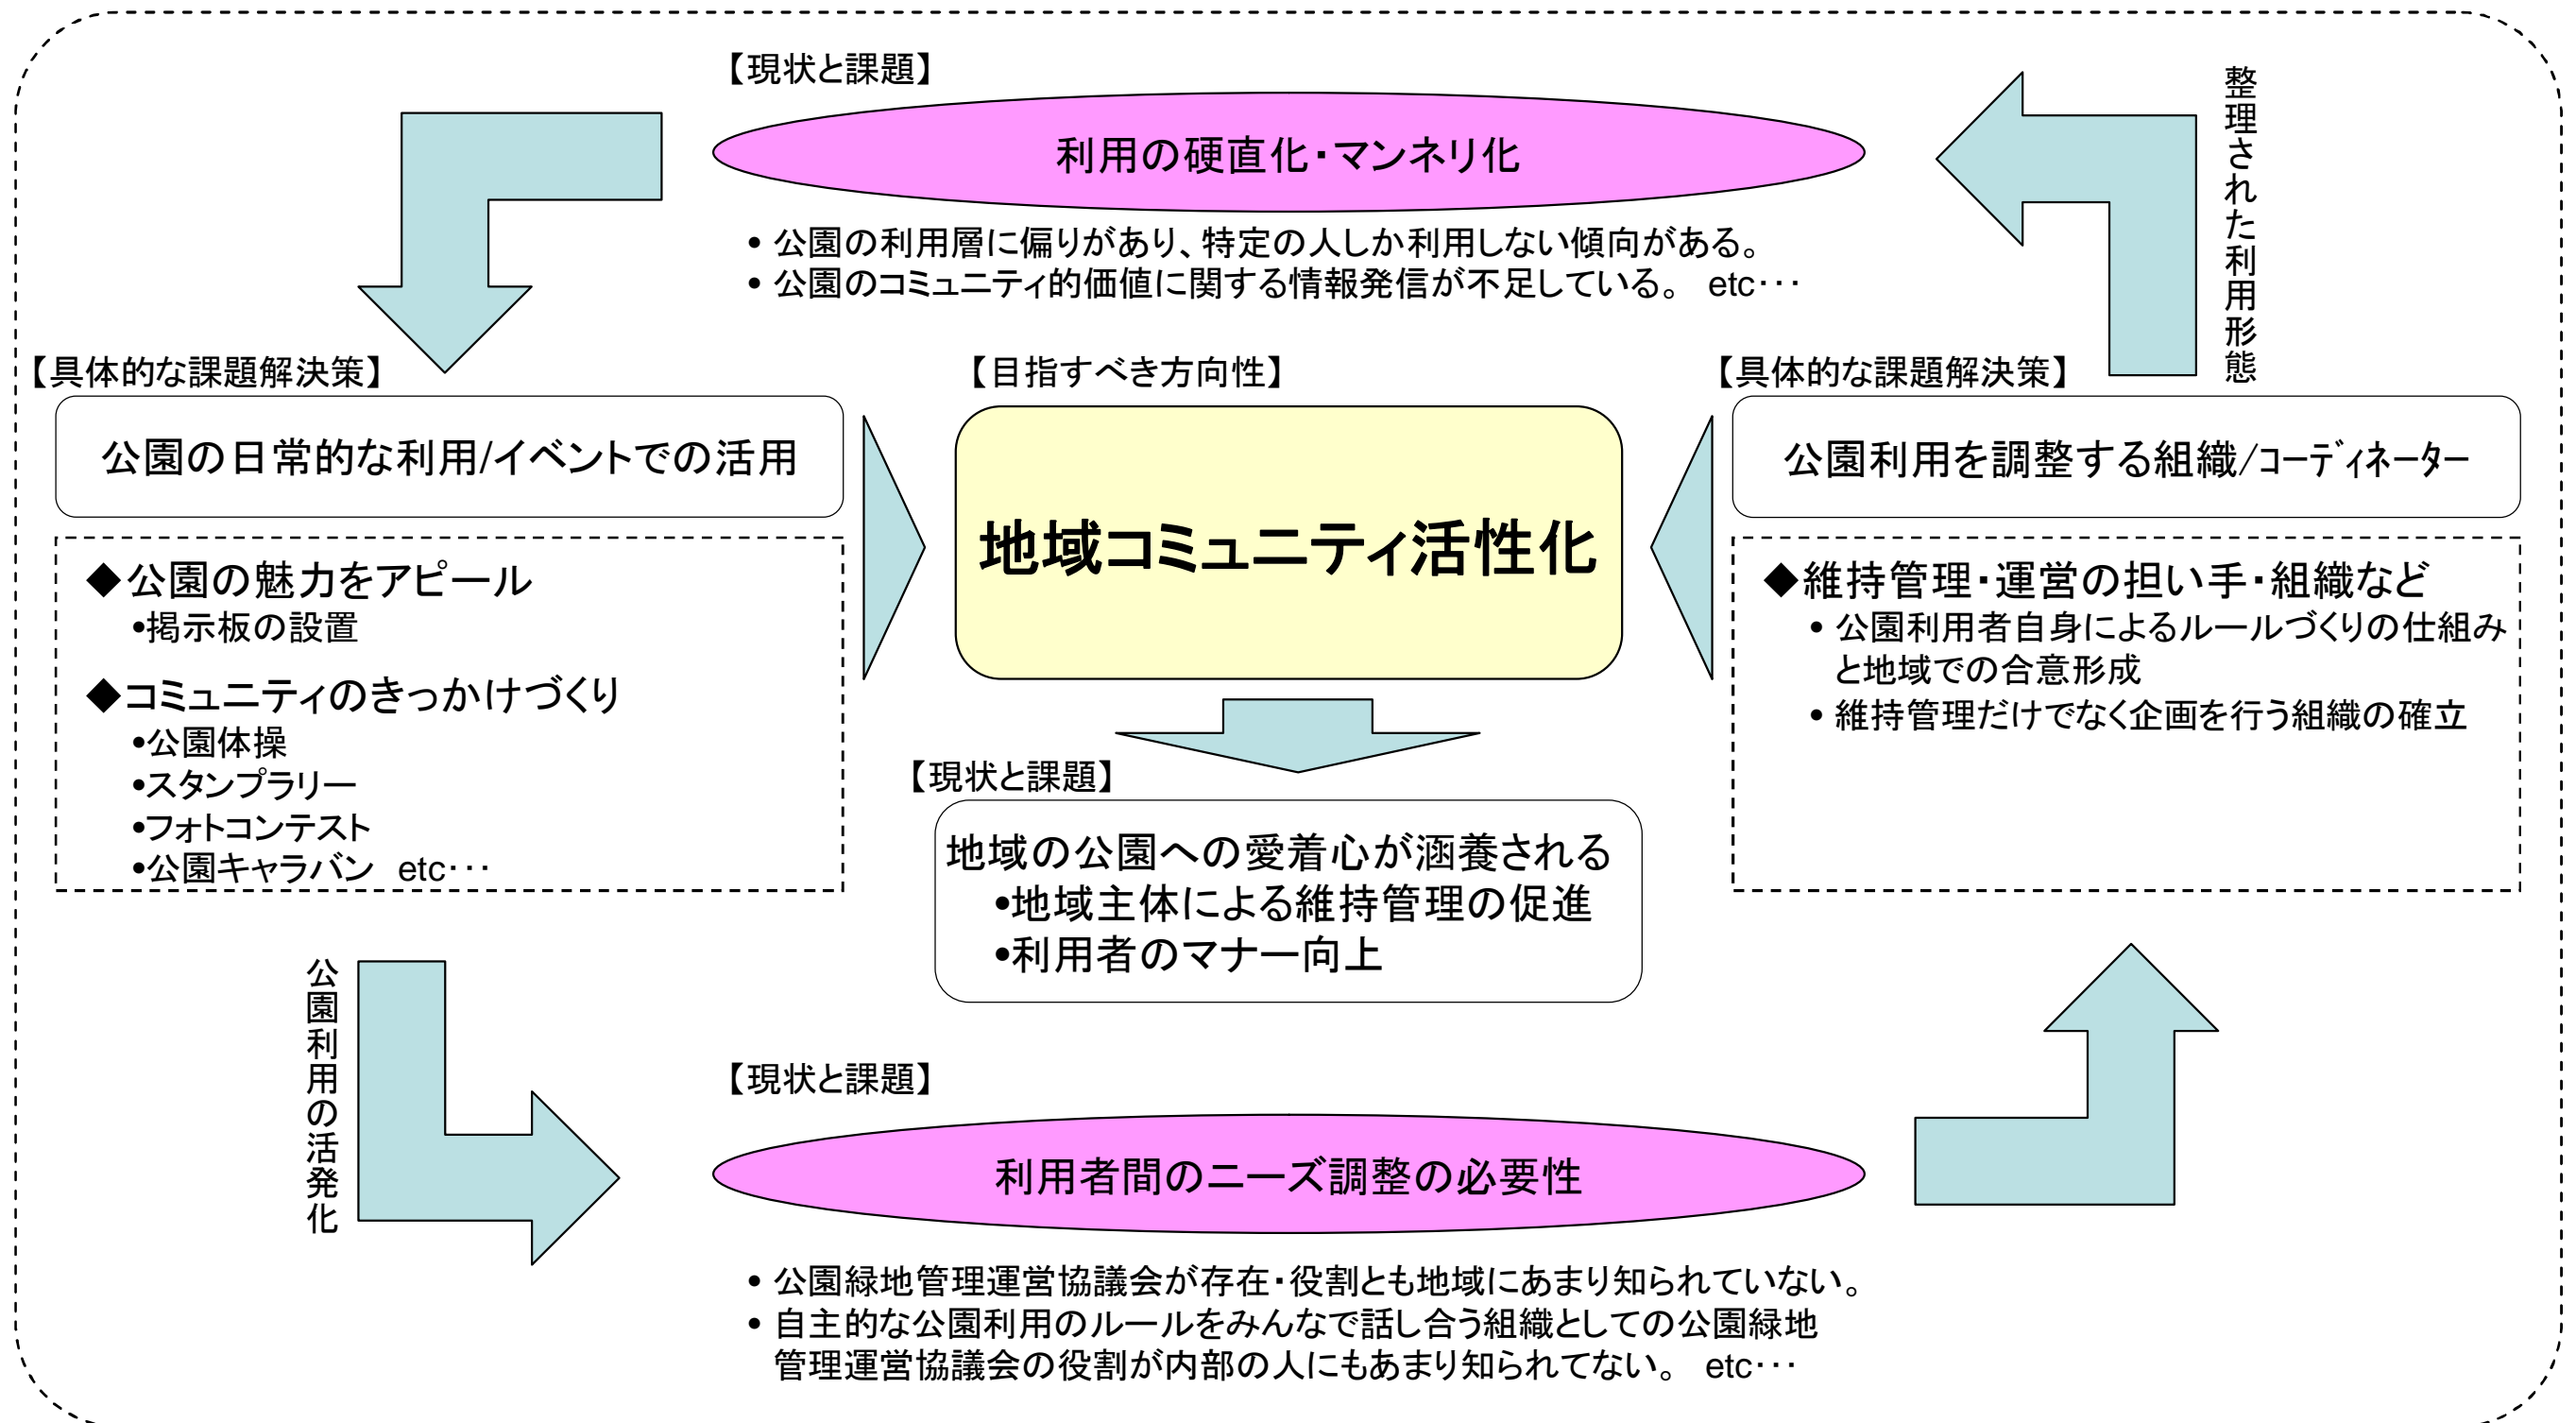 【現状と課題】
利用の硬直化・マンネリ化
• 公園の利用層に偏りがあり、特定の人しか利用しない傾向がある。
• 公園のコミュニティ的価値に関する情報発信が不足している。 etc・・・
整理された利用形態
【具体的な課題解決策】
公園の日常的な利用/イベントでの活用
◆公園の魅力をアピール
•掲示板の設置
◆コミュニティのきっかけづくり
•公園体操
•スタンプラリー
•フォトコンテスト
•公園キャラバン etc・・・
【目指すべき方向性】
地域コミュニティ活性化
【具体的な課題解決策】
公園利用を調整する組織/ｺｰﾃﾞｨﾈｰﾀｰ
◆維持管理・運営の担い手・組織など
• 公園利用者自身によるルールづくりの仕組み
と地域での合意形成
• 維持管理だけでなく企画を行う組織の確立
【現状と課題】
地域の公園への愛着心が涵養される
•地域主体による維持管理の促進
•利用者のマナー向上
公園利用の活発化
【現状と課題】
利用者間のニーズ調整の必要性
• 公園緑地管理運営協議会が存在・役割とも地域にあまり知られていない。
• 自主的な公園利用のルールをみんなで話し合う組織としての公園緑地
管理運営協議会の役割が内部の人にもあまり知られてない。 etc・・・